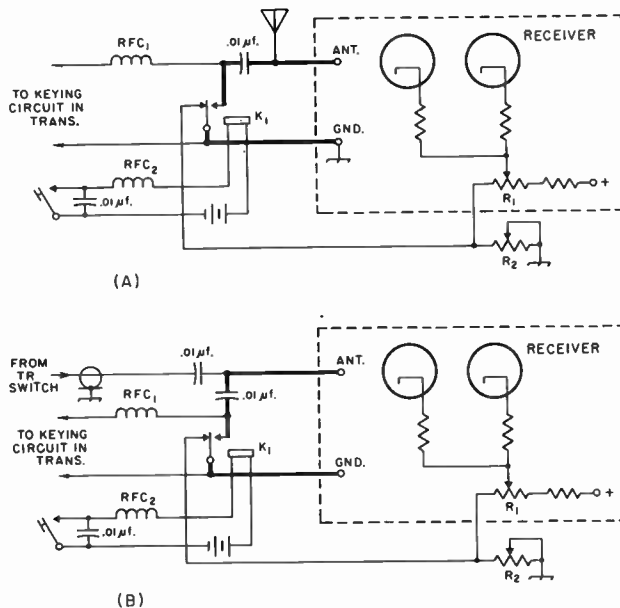 RFC1
.01 µf.
ANT.
RECEIVER
TO KEYING
CIRCUIT IN
TRANS.
K1
GND.
RFC2
.01 µf.
R1
+
R2
(A)
FROM
TR
SWITCH
.01 µf.
ANT.
RECEIVER
RFC1
.01 µf.
TO KEYING
CIRCUIT IN
TRANS.
K1
GND.
RFC2
.01 µf.
R1
+
R2
(B)